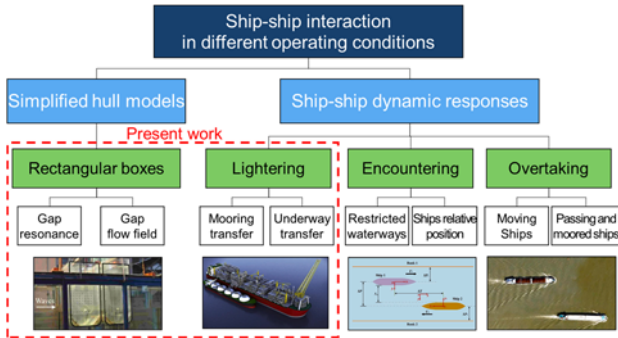 Ship-ship interaction
in different operating conditions
Simplified hull models
Ship-ship dynamic responses
Present work
Rectangular boxes
Lightering
Encountering
Overtaking
Gap
resonance
Gap
flow field
Mooring
transfer
Underway
transfer
Restricted
waterways
Ships relative
position
Moving
Ships
Passing and
moored ships
Waves